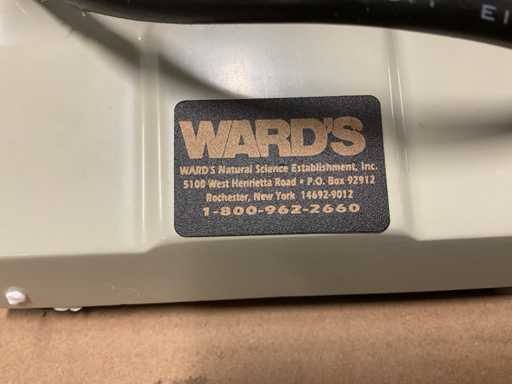 WARD'S
WARD'S Natural Science Establishment, Inc.
5100 West Henrietta Road • P.O. Box 92912
Rochester, New York 14692-9012
1-800-962-2660